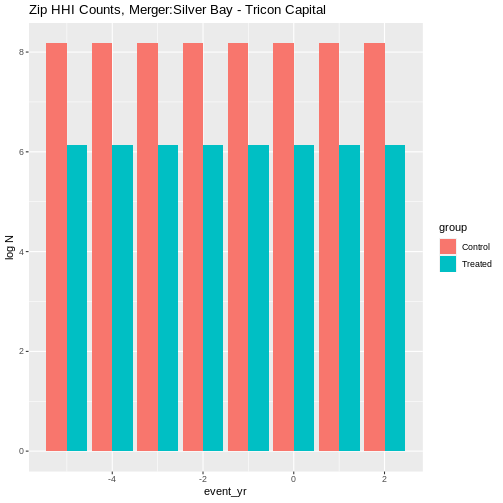 Zip HHI Counts, Merger:Silver Bay - Tricon Capital
8
6
4
2
0
log N
-4
-2
0
2
event_yr
group
Control
Treated